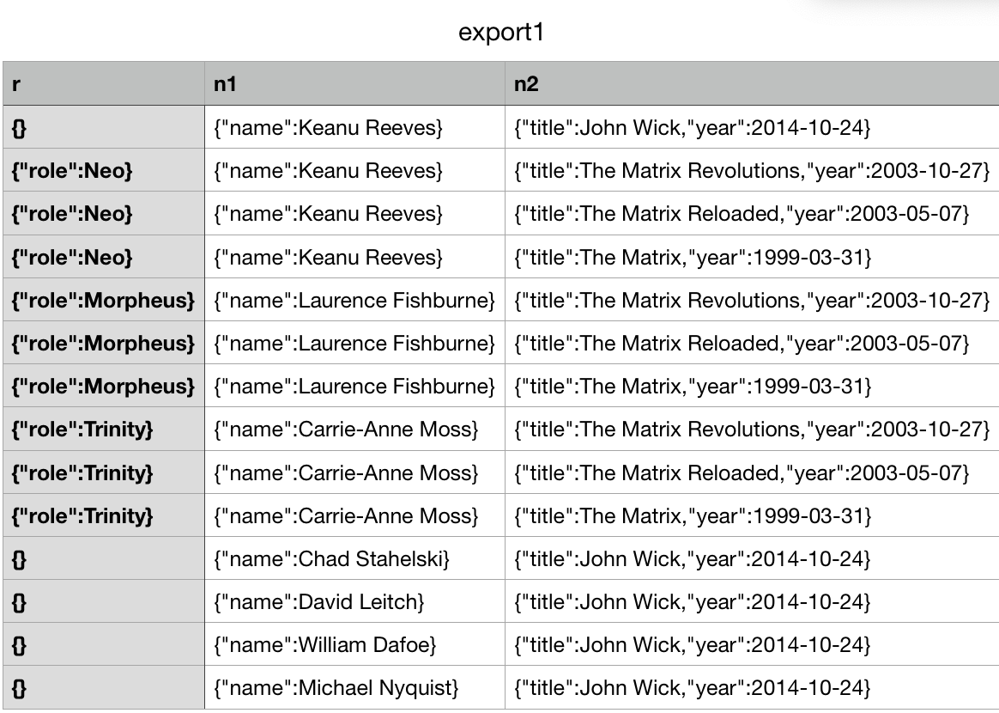 export1
r n1 n2
{} {"name":Keanu Reeves} {"title":John Wick,"year":2014-10-24}
{"role":Neo} {"name":Keanu Reeves} {"title":The Matrix Revolutions,"year":2003-10-27}
{"role":Neo} {"name":Keanu Reeves} {"title":The Matrix Reloaded,"year":2003-05-07}
{"role":Neo} {"name":Keanu Reeves} {"title":The Matrix,"year":1999-03-31}
{"role":Morpheus} {"name":Laurence Fishburne} {"title":The Matrix Revolutions,"year":2003-10-27}
{"role":Morpheus} {"name":Laurence Fishburne} {"title":The Matrix Reloaded,"year":2003-05-07}
{"role":Morpheus} {"name":Laurence Fishburne} {"title":The Matrix,"year":1999-03-31}
{"role":Trinity} {"name":Carrie-Anne Moss} {"title":The Matrix Revolutions,"year":2003-10-27}
{"role":Trinity} {"name":Carrie-Anne Moss} {"title":The Matrix Reloaded,"year":2003-05-07}
{"role":Trinity} {"name":Carrie-Anne Moss} {"title":The Matrix,"year":1999-03-31}
{} {"name":Chad Stahelski} {"title":John Wick,"year":2014-10-24}
{} {"name":David Leitch} {"title":John Wick,"year":2014-10-24}
{} {"name":William Dafoe} {"title":John Wick,"year":2014-10-24}
{} {"name":Michael Nyquist} {"title":John Wick,"year":2014-10-24}